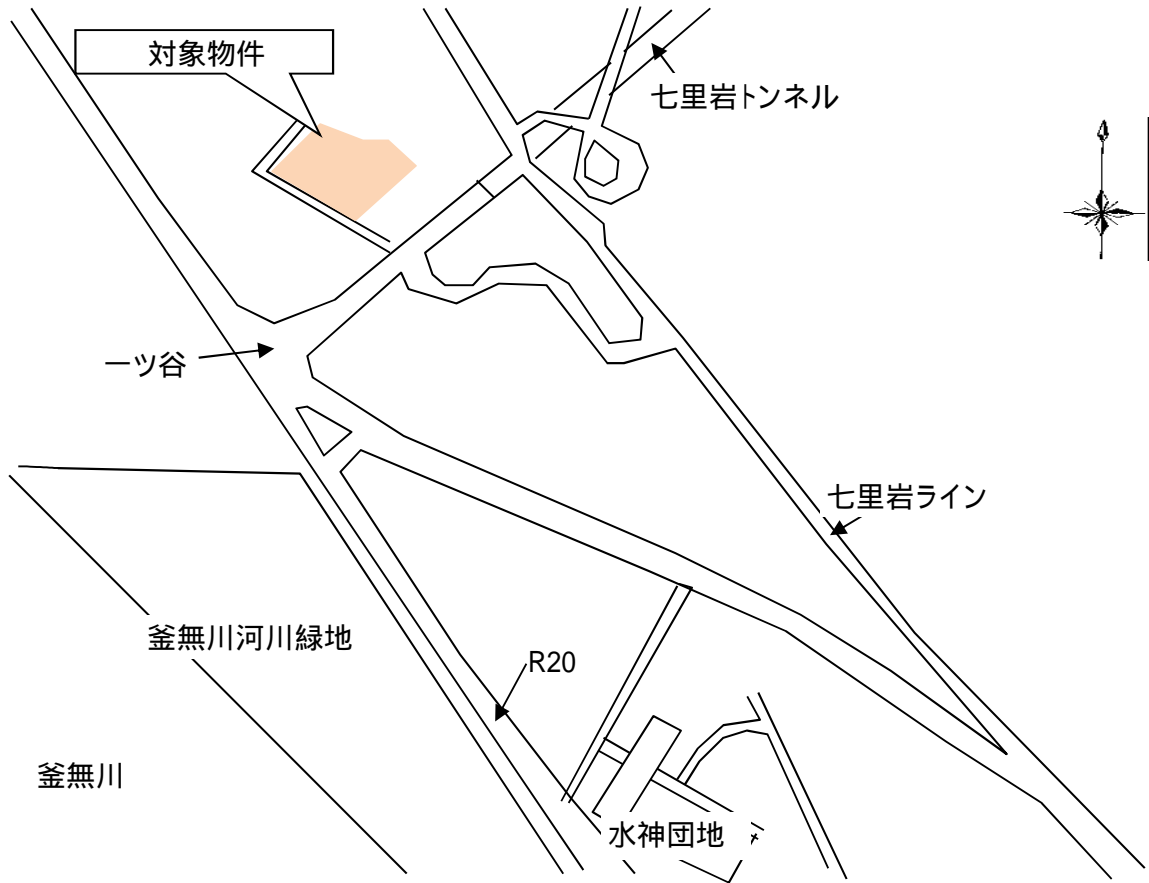 対象物件
七里岩トンネル
一ツ谷
七里岩ライン
釜無川河川緑地
R20
釜無川
水神団地